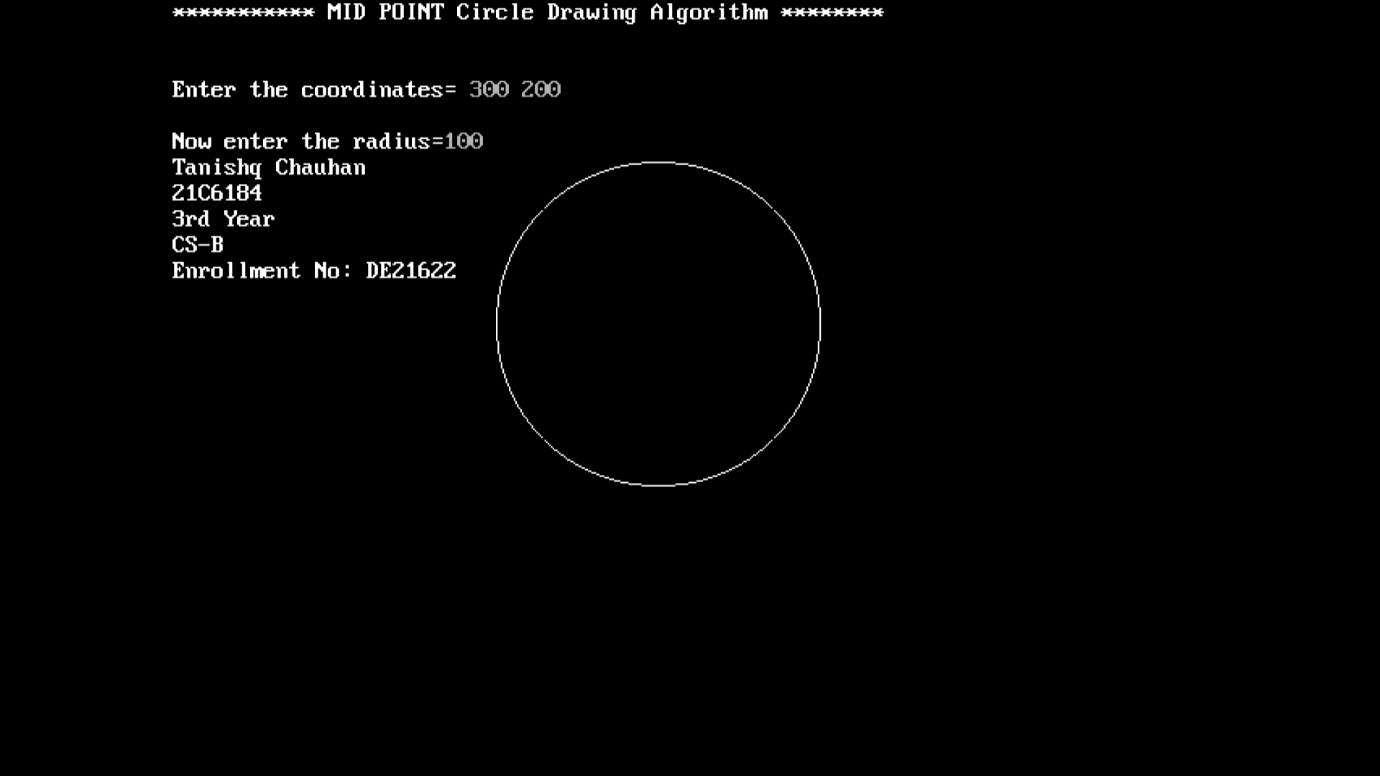 *********** MID POINT Circle Drawing Algorithm ********
Enter the coordinates= 300 200
Now enter the radius=100
Tanishq Chauhan
21C6184
3rd Year
CS-B
Enrollment No: DE21622